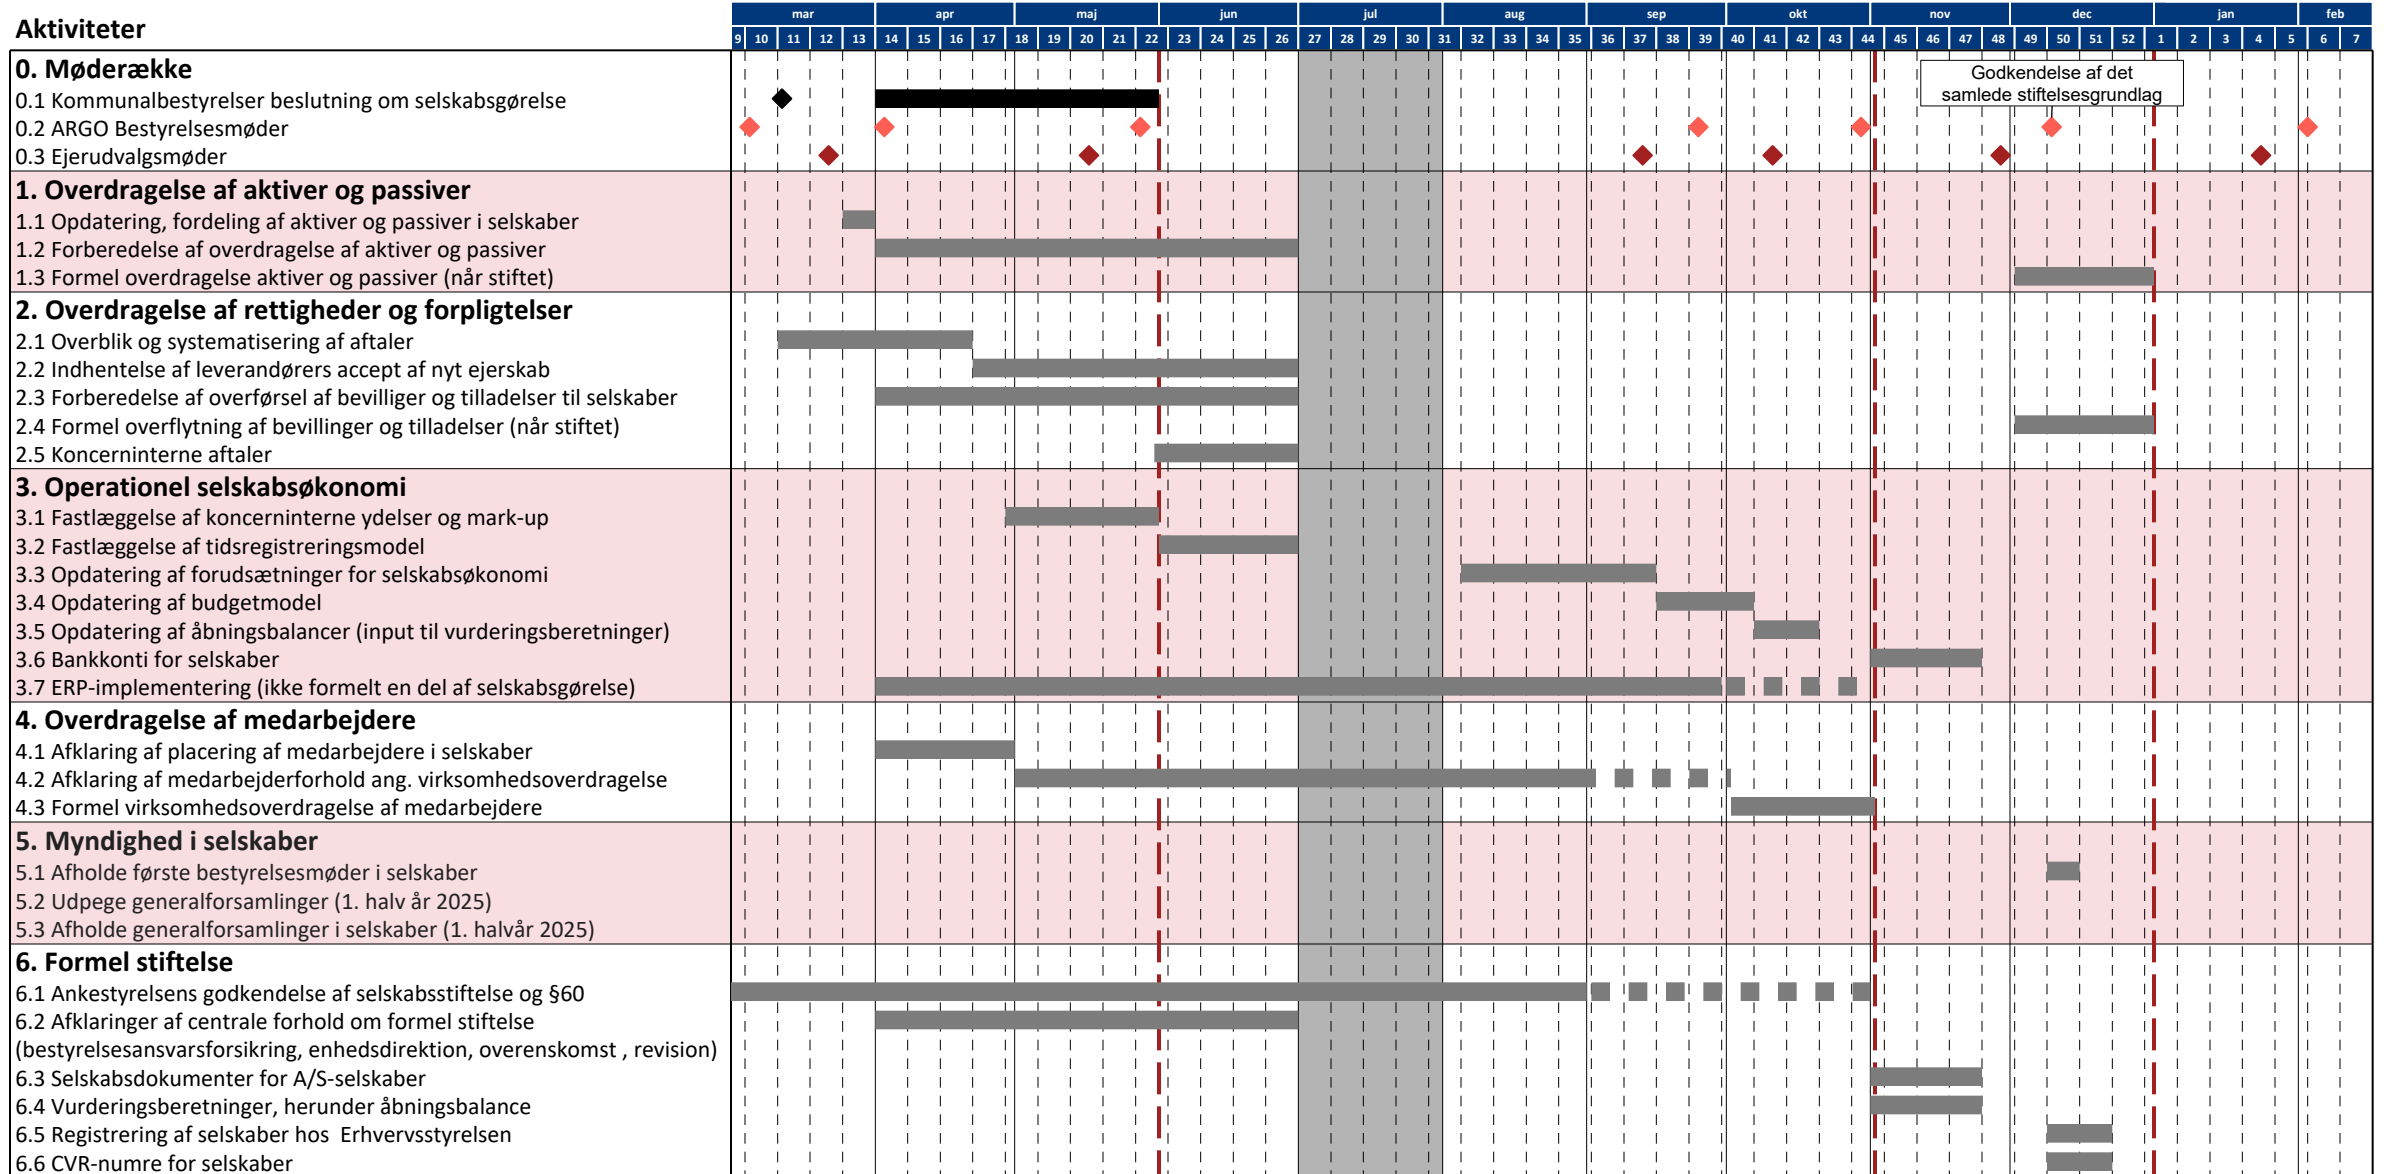 Aktiviteter
mar apr maj jun jul aug sep okt nov dec jan feb
9 10 11 12 13 14 15 16 17 18 19 20 21 22 23 24 25 26 27 28 29 30 31 32 33 34 35 36 37 38 39 40 41 42 43 44 45 46 47 48 49 50 51 52 1 2 3 4 5 6 7
0. Møderække
Godkendelse af det
samlede stiftelsesgrundlag
0.1 Kommunalbestyrelser beslutning om selskabsgørelse
0.2 ARGO Bestyrelsesmøder
0.3 Ejerudvalgsmøder
1. Overdragelse af aktiver og passiver
1.1 Opdatering, fordeling af aktiver og passiver i selskaber
1.2 Forberedelse af overdragelse af aktiver og passiver
1.3 Formel overdragelse aktiver og passiver (når stiftet)
2. Overdragelse af rettigheder og forpligtelser
2.1 Overblik og systematisering af aftaler
2.2 Indhentelse af leverandørers accept af nyt ejerskab
2.3 Forberedelse af overførsel af bevilliger og tilladelser til selskaber
2.4 Formel overflytning af bevillinger og tilladelser (når stiftet)
2.5 Koncerninterne aftaler
3. Operationel selskabsøkonomi
3.1 Fastlæggelse af koncerninterne ydelser og mark-up
3.2 Fastlæggelse af tidsregistreringsmodel
3.3 Opdatering af forudsætninger for selskabsøkonomi
3.4 Opdatering af budgetmodel
3.5 Opdatering af åbningsbalancer (input til vurderingsberetninger)
3.6 Bankkonti for selskaber
3.7 ERP-implementering (ikke formelt en del af selskabsgørelse)
4. Overdragelse af medarbejdere
4.1 Afklaring af placering af medarbejdere i selskaber
4.2 Afklaring af medarbejderforhold ang. virksomhedsoverdragelse
4.3 Formel virksomhedsoverdragelse af medarbejdere
5. Myndighed i selskaber
5.1 Afholde første bestyrelsesmøder i selskaber
5.2 Udpege generalforsamlinger (1. halv år 2025)
5.3 Afholde generalforsamlinger i selskaber (1. halvår 2025)
6. Formel stiftelse
6.1 Ankestyrelsens godkendelse af selskabsstiftelse og §60
6.2 Afklaringer af centrale forhold om formel stiftelse
(bestyrelsesansvarsforsikring, enhedsdirektion, overenskomst , revision)
6.3 Selskabsdokumenter for A/S-selskaber
6.4 Vurderingsberetninger, herunder åbningsbalance
6.5 Registrering af selskaber hos Erhvervsstyrelsen
6.6 CVR-numre for selskaber